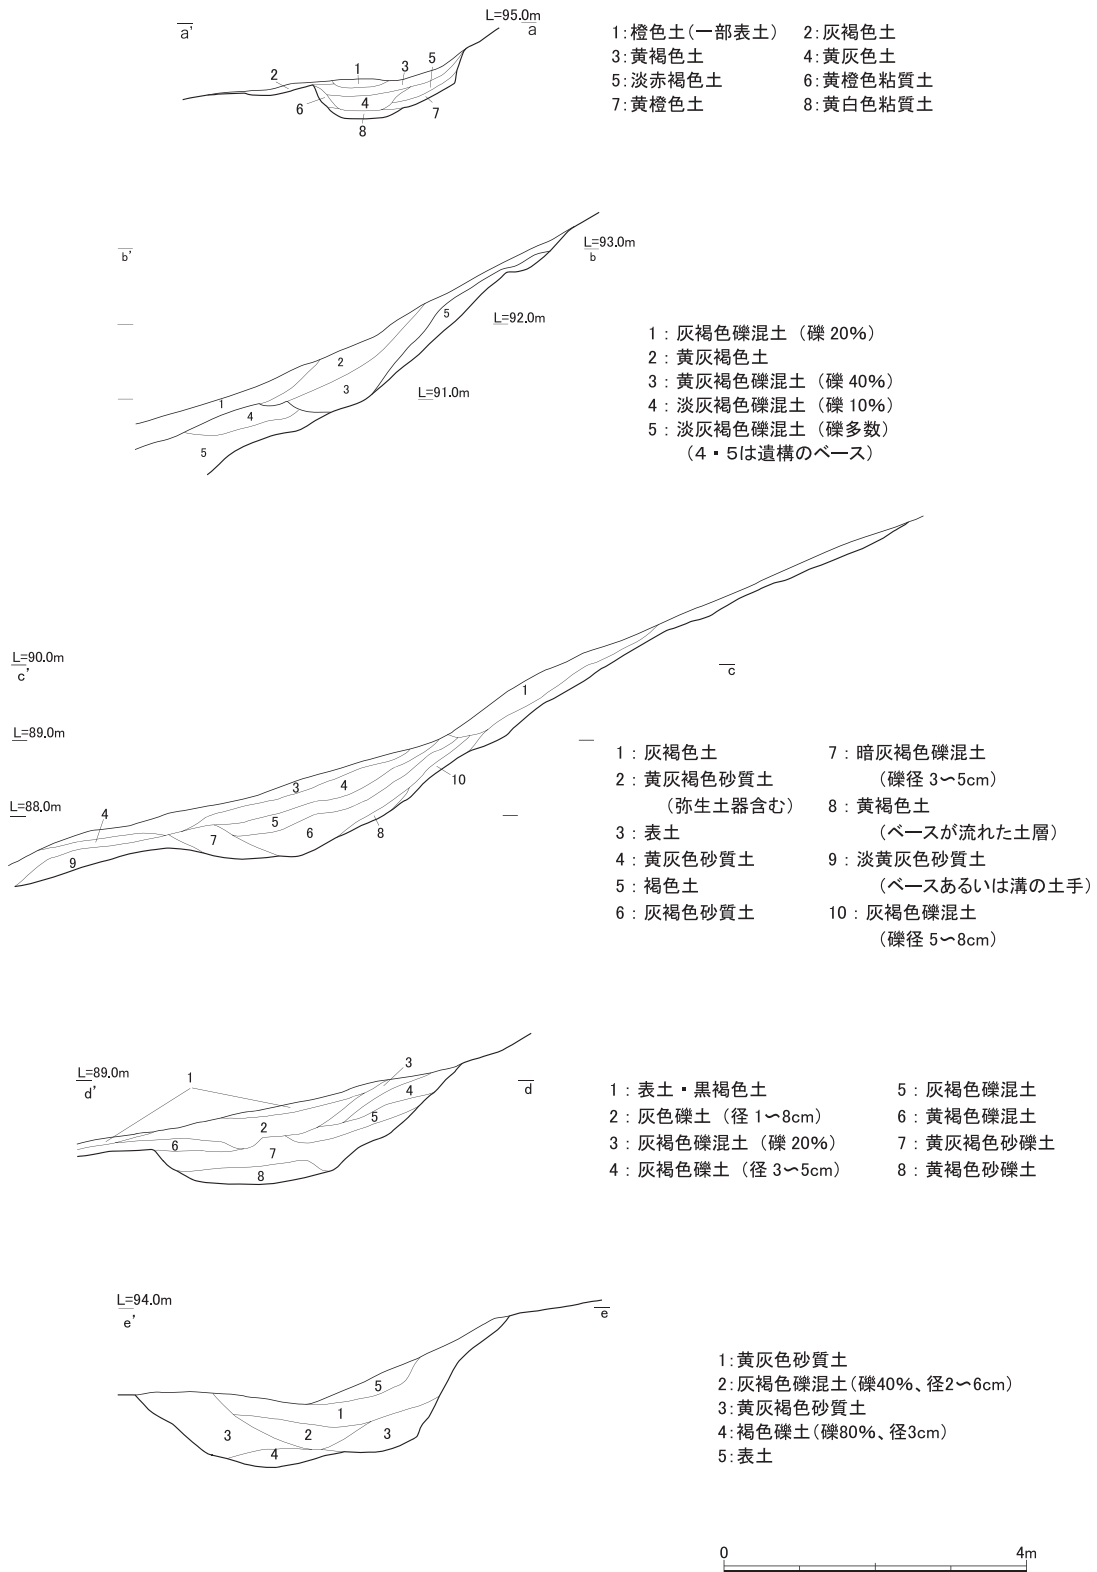 L=95.0m
a' a
1 2 3 4 5 6 7 8
1:橙色土(一部表土) 2:灰褐色土
3:黄褐色土 4:黄灰色土
5:淡赤褐色土 6:黄橙色粘質土
7:黄橙色土 8:黄白色粘質土
b' L=93.0m
b
L=92.0m
L=91.0m
1 2 3 4 5 5
1：灰褐色礫混土（礫 20%）
2：黄灰褐色土
3：黄灰褐色礫混土（礫 40%）
4：淡灰褐色礫混土（礫 10%）
5：淡灰褐色礫混土（礫多数）
（4・5は遺構のベース）
L=90.0m
c' c
L=89.0m
L=88.0m
1 3 4 4 5 6 7 8 9 10
1：灰褐色土 7：暗灰褐色礫混土
2：黄灰褐色砂質土 （礫径 3〜5cm）
（弥生土器含む） 8：黄褐色土
3：表土 （ベースが流れた土層）
4：黄灰色砂質土 9：淡黄灰色砂質土
5：褐色土 （ベースあるいは溝の土手）
6：灰褐色砂質土 10：灰褐色礫混土
（礫径 5〜8cm）
L=89.0m
d' d
1 2 3 4 5 6 7 8
1：表土・黒褐色土 5：灰褐色礫混土
2：灰色礫土（径 1〜8cm） 6：黄褐色礫混土
3：灰褐色礫混土（礫 20%） 7：黄灰褐色砂礫土
4：灰褐色礫土（径 3〜5cm） 8：黄褐色砂礫土
L=94.0m
e' e
5 1 2 3 3 4
1:黄灰色砂質土
2:灰褐色礫混土(礫40%、径2〜6cm)
3:黄灰褐色砂質土
4:褐色礫土(礫80%、径3cm)
5:表土
0 4m